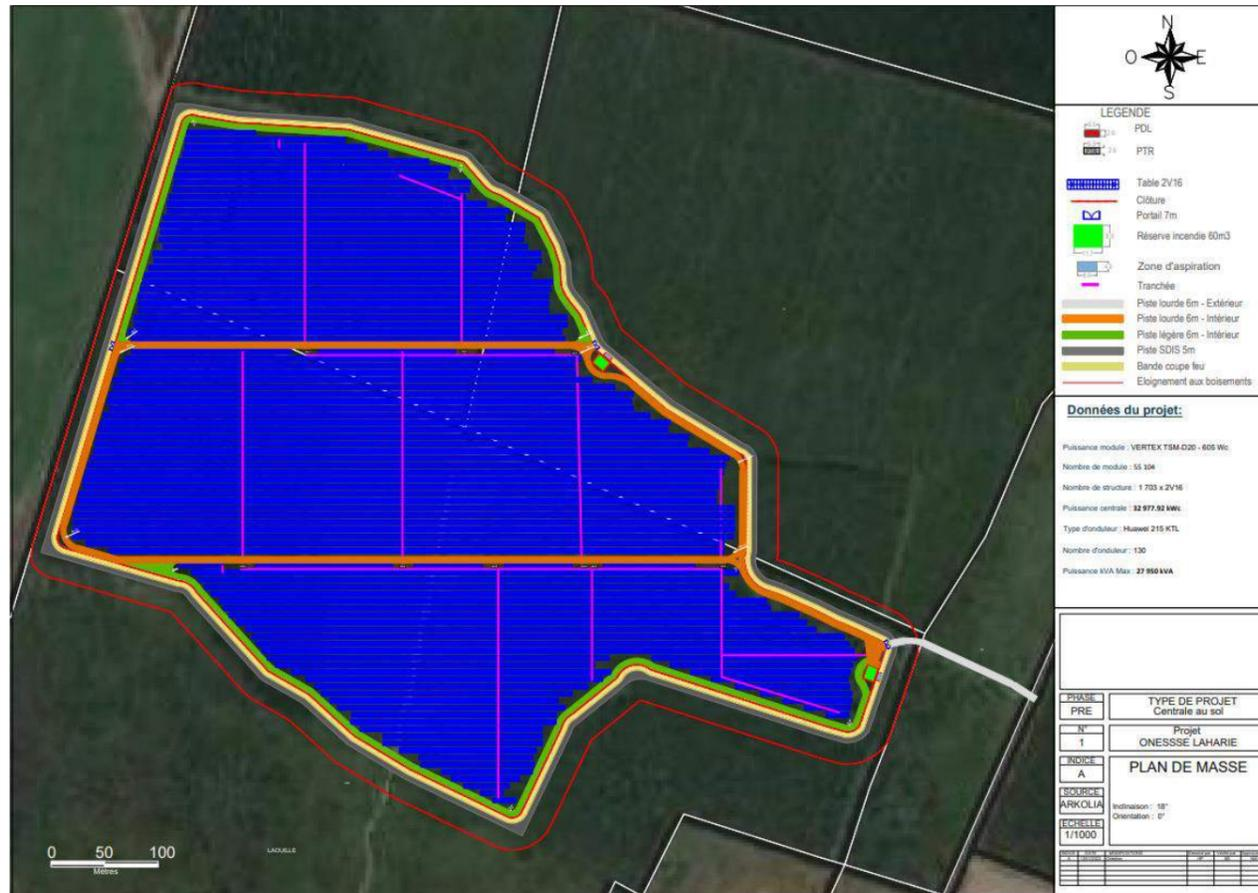 N
O
E
S
LEGENDE
PDL
PTR
Table 2V16
Clôture
Portail 7m
Réserve incendie 60m3
Zone d'aspiration
Tranchée
Piste lourde 6m - Extérieur
Piste lourde 6m - Intérieur
Piste légère 6m - Intérieur
Piste SDIS 5m
Bande coupe feu
Eloignement aux boisements
Données du projet:
Puissance module : VERTEX TSM-D20 - 605 Wc
Nombre de module : 55 104
Nombre de structure : 1 703 x 2V16
Puissance centrale : 32 977.92 kWc
Type d'onduleur : Huawei 215 KTL
Nombre d'onduleur : 130
Puissance kVA Max : 27 950 kVA
PHASE
PRE
TYPE DE PROJET
Centrale au sol
N°
1
Projet
ONESSSE LAHARIE
INDICE
A
PLAN DE MASSE
SOURCE
ARKOLIA
Inclinaison : 18°
Orientation : 0°
ECHELLE
1/1000
0 50 100
Mètres